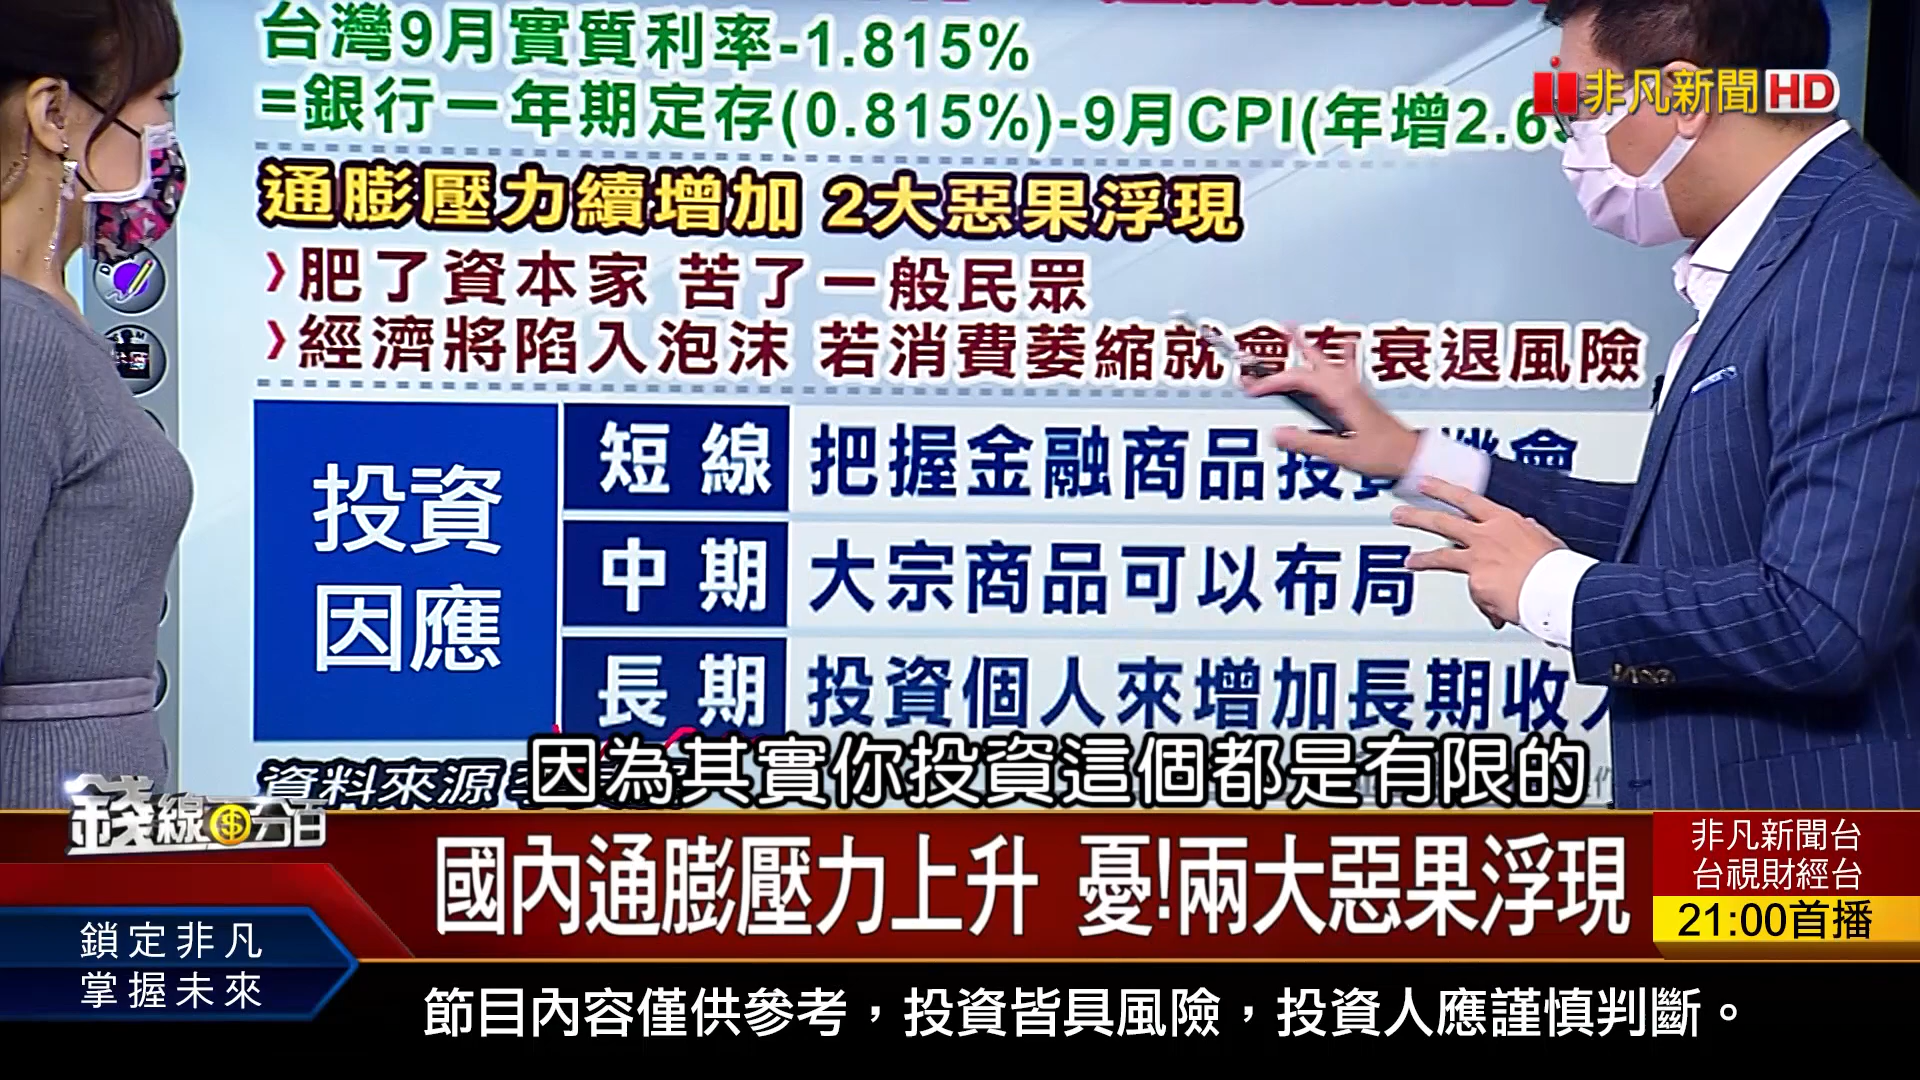 台灣9月實質利率-1.815%
=銀行一年期定存(0.815%)-9月CPI(年增2.6
非凡新聞HD
通膨壓力續增加 2大惡果浮現
›肥了資本家 苦了一般民眾
›經濟將陷入泡沫 若消費萎縮就會有衰退風險
投資
因應
短線 把握金融商品投資機會
中期 大宗商品可以布局
長期 投資個人來增加長期收入
資料來源
因為其實你投資這個都是有限的
錢線百分百
國內通膨壓力上升 憂!兩大惡果浮現
非凡新聞台
台視財經台
21:00首播
鎖定非凡
掌握未來
節目內容僅供參考，投資皆具風險，投資人應謹慎判斷。